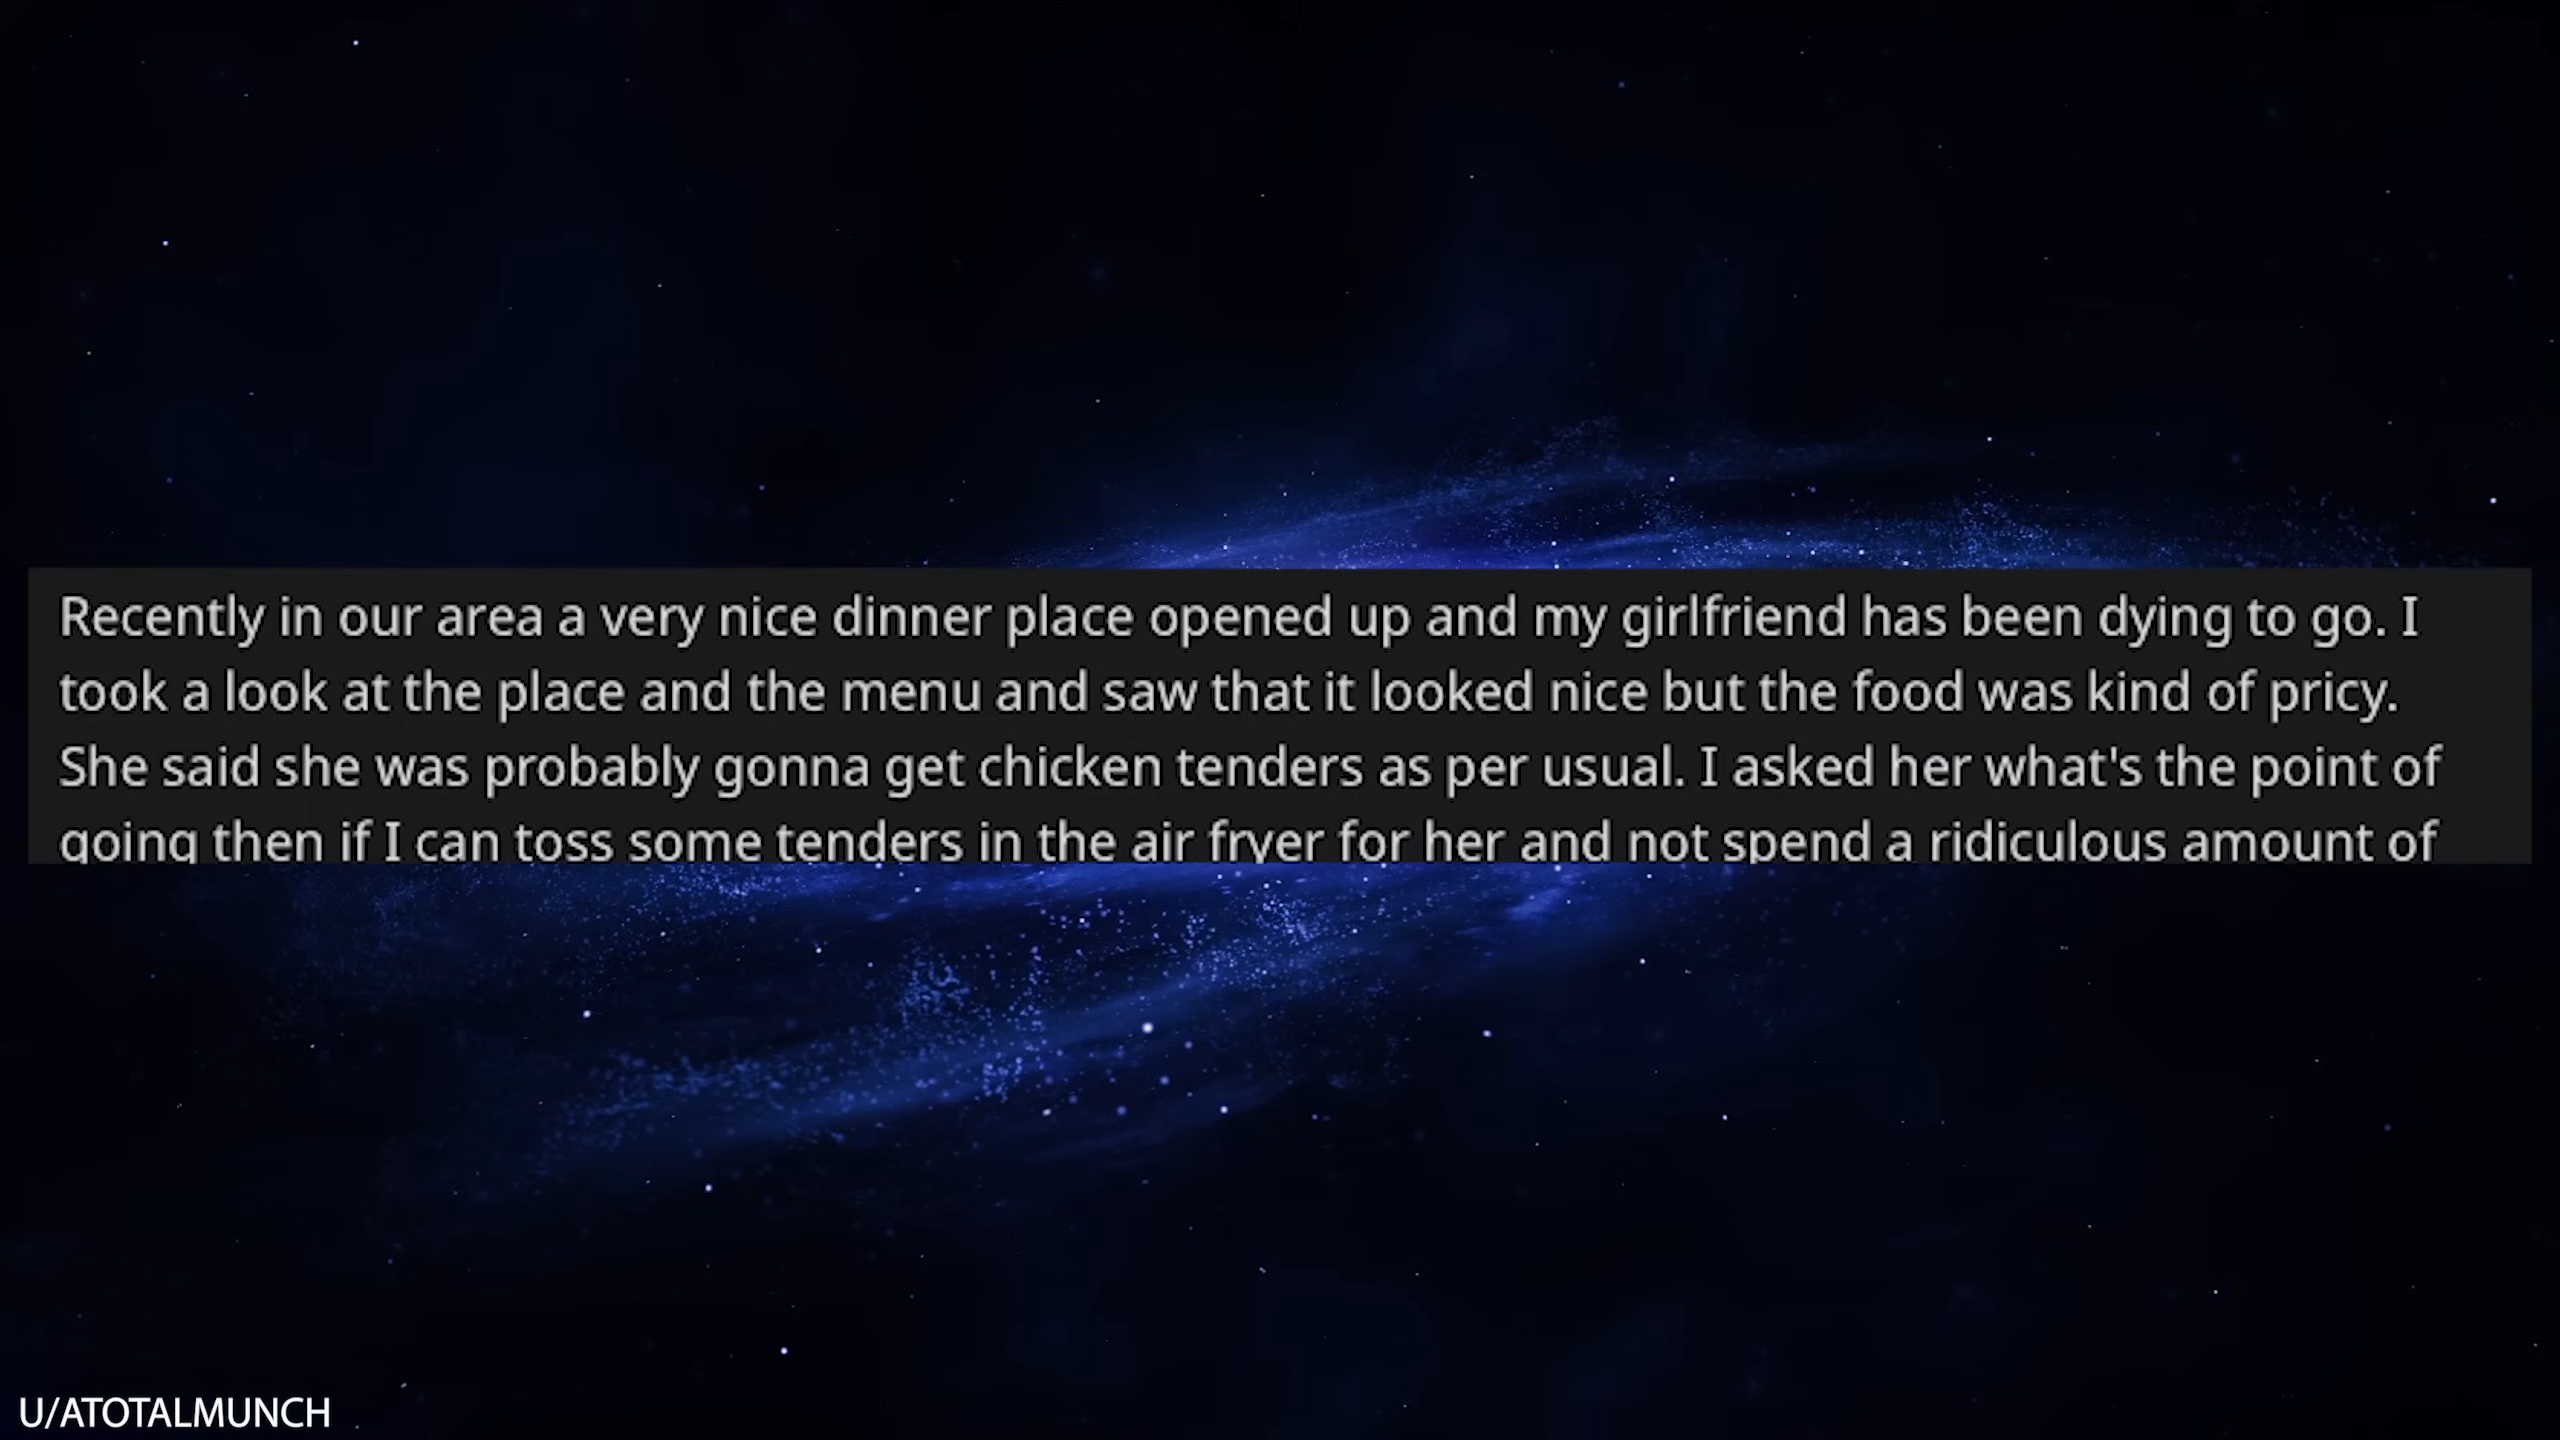 Recently in our area a very nice dinner place opened up and my girlfriend has been dying to go. I
took a look at the place and the menu and saw that it looked nice but the food was kind of pricy.
She said she was probably gonna get chicken tenders as per usual. I asked her what's the point of
going then if I can toss some tenders in the air fryer for her and not spend a ridiculous amount of
U/ATOTALMUNCH